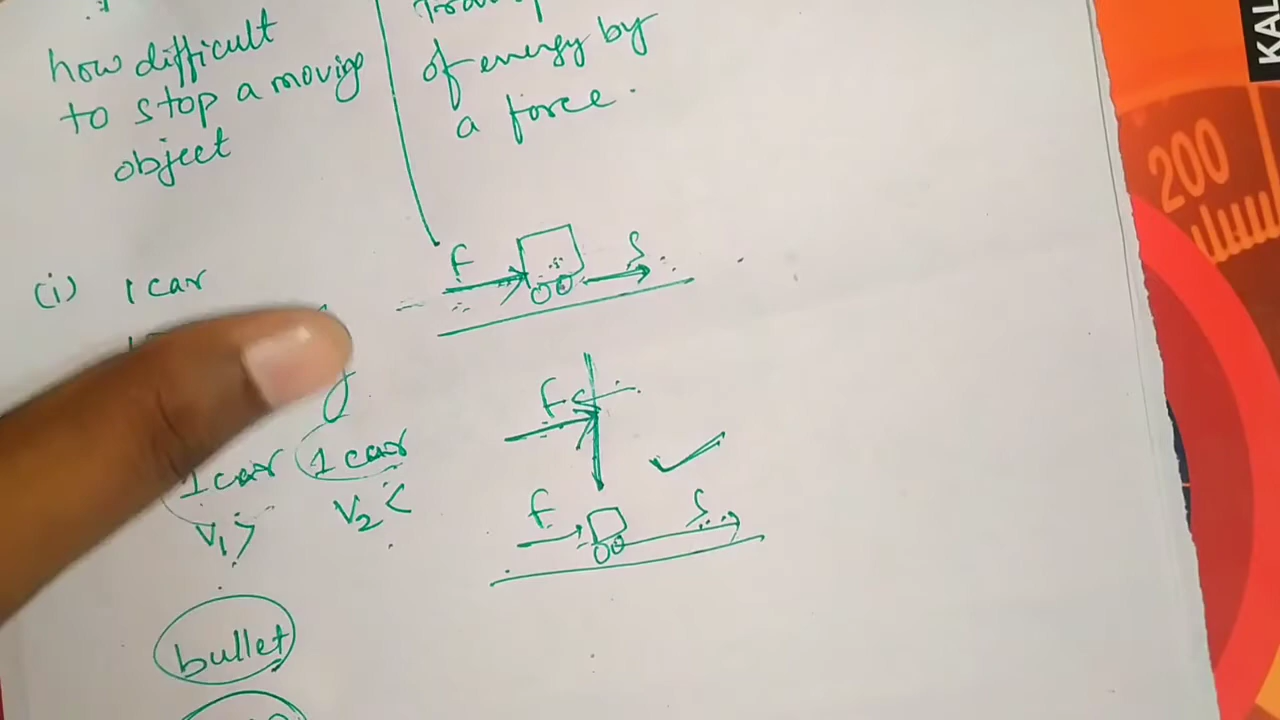 how difficult
to stop a moving
object
of energy by
a force.
(i) 1 car
F
S
F
1 car 1 car
V₁ > V₂ <
F
S
bullet
200
KAL